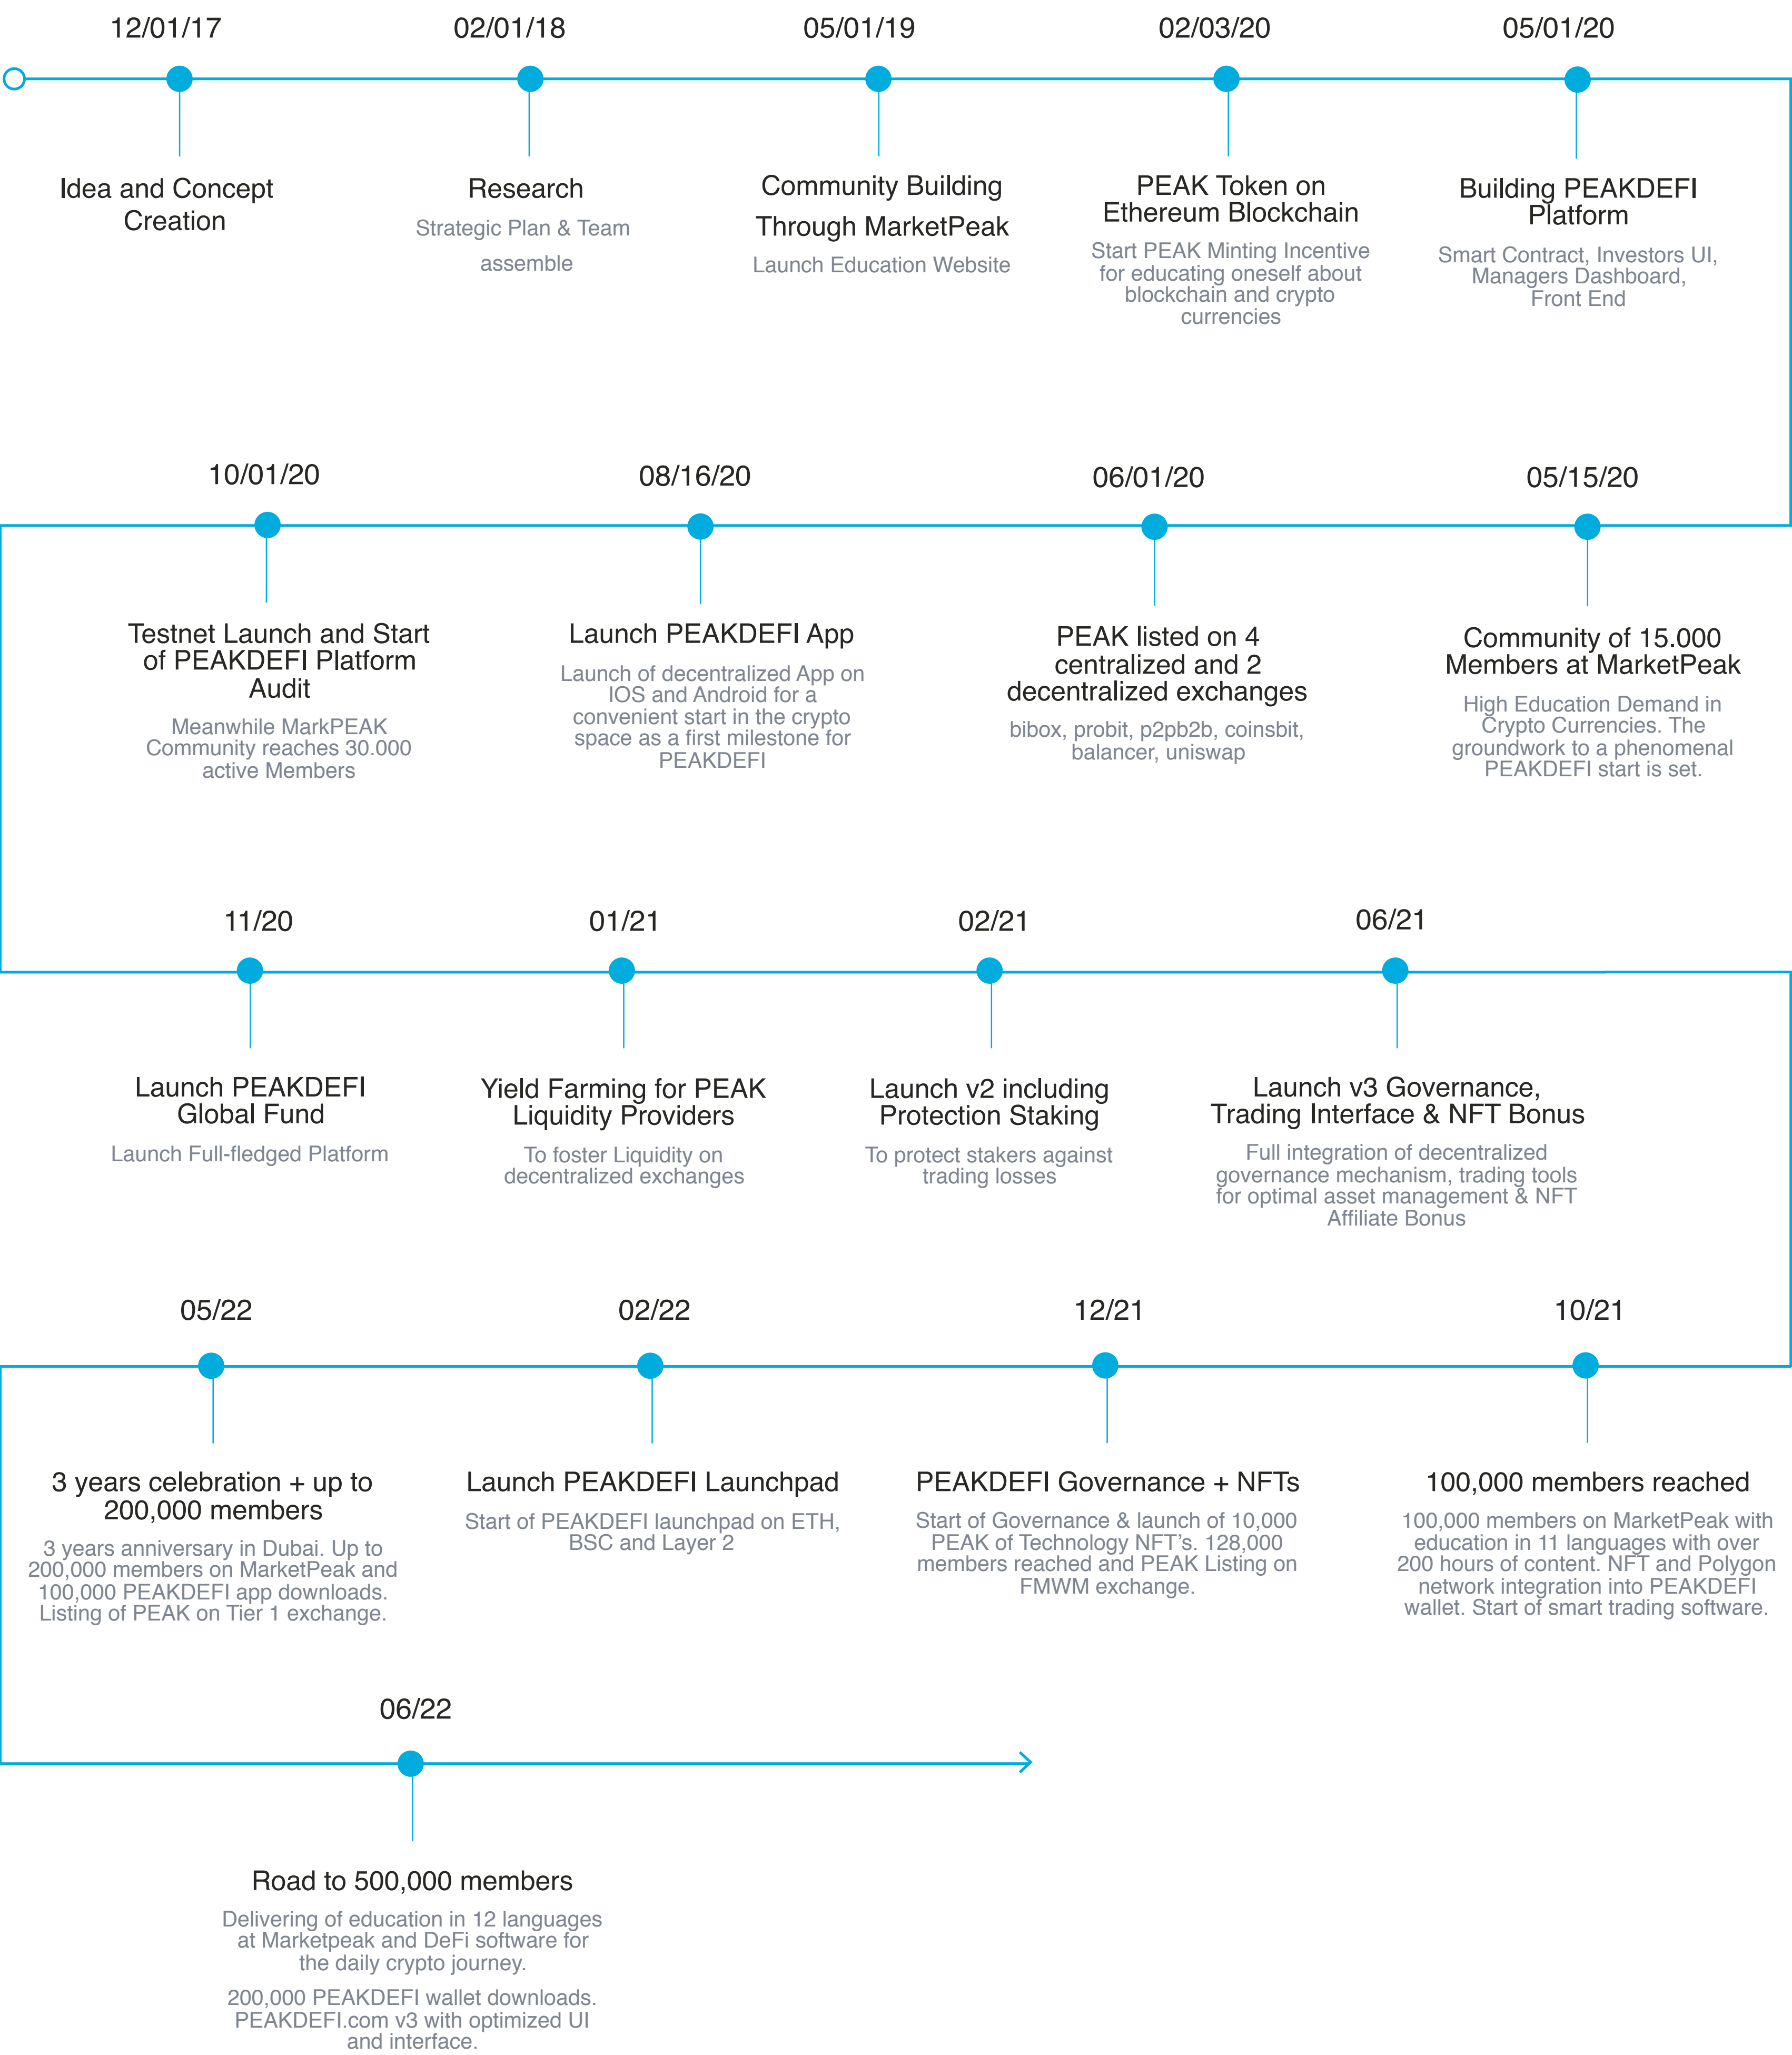 12/01/17
Idea and Concept
Creation
02/01/18
Research
Strategic Plan & Team
assemble
05/01/19
Community Building
Through MarketPeak
Launch Education Website
02/03/20
PEAK Token on
Ethereum Blockchain
Start PEAK Minting Incentive
for educating oneself about
blockchain and crypto
currencies
05/01/20
Building PEAKDEFI
Platform
Smart Contract, Investors UI,
Managers Dashboard,
Front End
10/01/20
Testnet Launch and Start
of PEAKDEFI Platform
Audit
Meanwhile MarkPEAK
Community reaches 30.000
active Members
08/16/20
Launch PEAKDEFI App
Launch of decentralized App on
IOS and Android for a
convenient start in the crypto
space as a first milestone for
PEAKDEFI
06/01/20
PEAK listed on 4
centralized and 2
decentralized exchanges
bibox, probit, p2pb2b, coinsbit,
balancer, uniswap
05/15/20
Community of 15.000
Members at MarketPeak
High Education Demand in
Crypto Currencies. The
groundwork to a phenomenal
PEAKDEFI start is set.
11/20
Launch PEAKDEFI
Global Fund
Launch Full-fledged Platform
01/21
Yield Farming for PEAK
Liquidity Providers
To foster Liquidity on
decentralized exchanges
02/21
Launch v2 including
Protection Staking
To protect stakers against
trading losses
06/21
Launch v3 Governance,
Trading Interface & NFT Bonus
Full integration of decentralized
governance mechanism, trading tools
for optimal asset management & NFT
Affiliate Bonus
05/22
3 years celebration + up to
200,000 members
3 years anniversary in Dubai. Up to
200,000 members on MarketPeak and
100,000 PEAKDEFI app downloads.
Listing of PEAK on Tier 1 exchange.
02/22
Launch PEAKDEFI Launchpad
Start of PEAKDEFI launchpad on ETH,
BSC and Layer 2
12/21
PEAKDEFI Governance + NFTs
Start of Governance & launch of 10,000
PEAK of Technology NFT's. 128,000
members reached and PEAK Listing on
FMWM exchange.
10/21
100,000 members reached
100,000 members on MarketPeak with
education in 11 languages with over
200 hours of content. NFT and Polygon
network integration into PEAKDEFI
wallet. Start of smart trading software.
06/22
Road to 500,000 members
Delivering of education in 12 languages
at Marketpeak and DeFi software for
the daily crypto journey.
200,000 PEAKDEFI wallet downloads.
PEAKDEFI.com v3 with optimized UI
and interface.